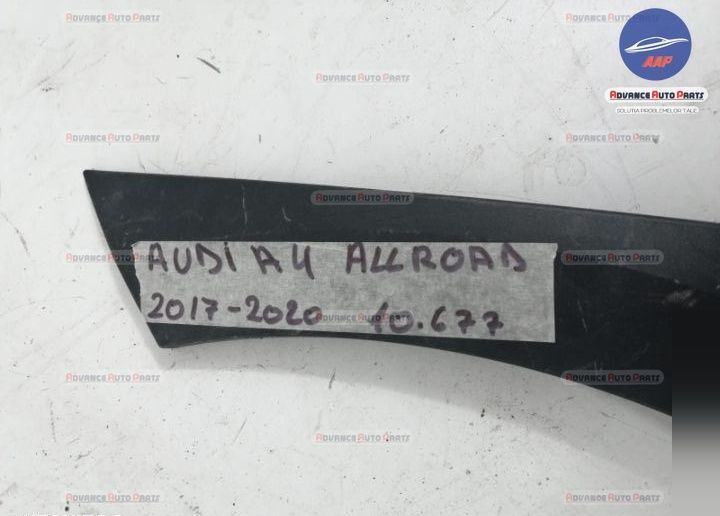 AAP
ADVANCE AUTO PARTS
SOLUTIA PROBLEMELOR TALE
AUDI A4 ALLROAD
2017-2020 10.677